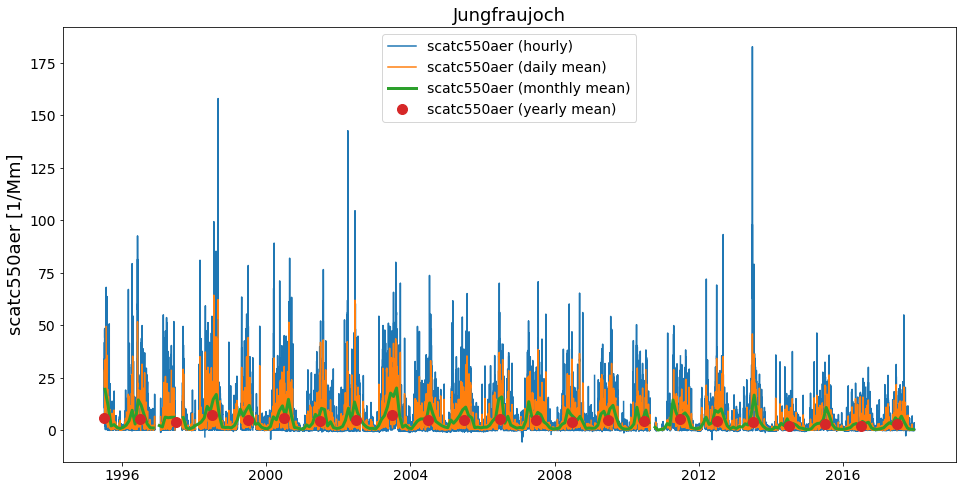 Jungfraujoch
scatc550aer (hourly)
scatc550aer (daily mean)
scatc550aer (monthly mean)
scatc550aer (yearly mean)
scatc550aer [1/Mm]
175
150
125
100
75
50
25
0
1996 2000 2004 2008 2012 2016